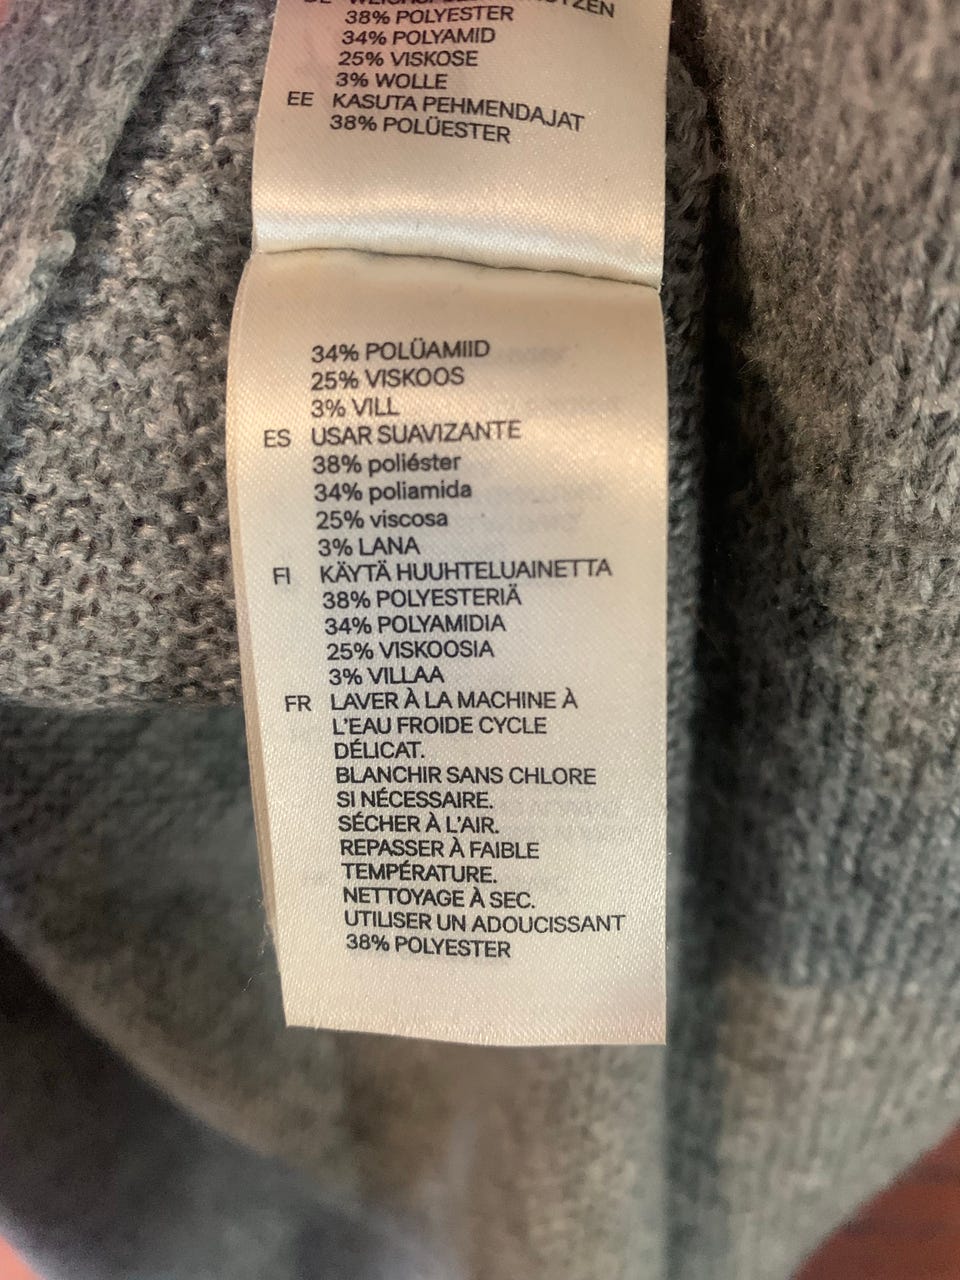 38% POLYESTER
34% POLYAMID
25% VISKOSE
3% WOLLE
EE KASUTA PEHMENDAJAT
38% POLÜESTER
34% POLÜAMIID
25% VISKOOS
3% VILL
ES USAR SUAVIZANTE
38% poliéster
34% poliamida
25% viscosa
3% LANA
FI KÄYTÄ HUUHTELUAINETTA
38% POLYESTERIÄ
34% POLYAMIDIA
25% VISKOOSIA
3% VILLAA
FR LAVER À LA MACHINE À
L'EAU FROIDE CYCLE
DÉLICAT.
BLANCHIR SANS CHLORE
SI NÉCESSAIRE.
SÉCHER À L'AIR.
REPASSER À FAIBLE
TEMPÉRATURE.
NETTOYAGE À SEC.
UTILISER UN ADOUCISSANT
38% POLYESTER